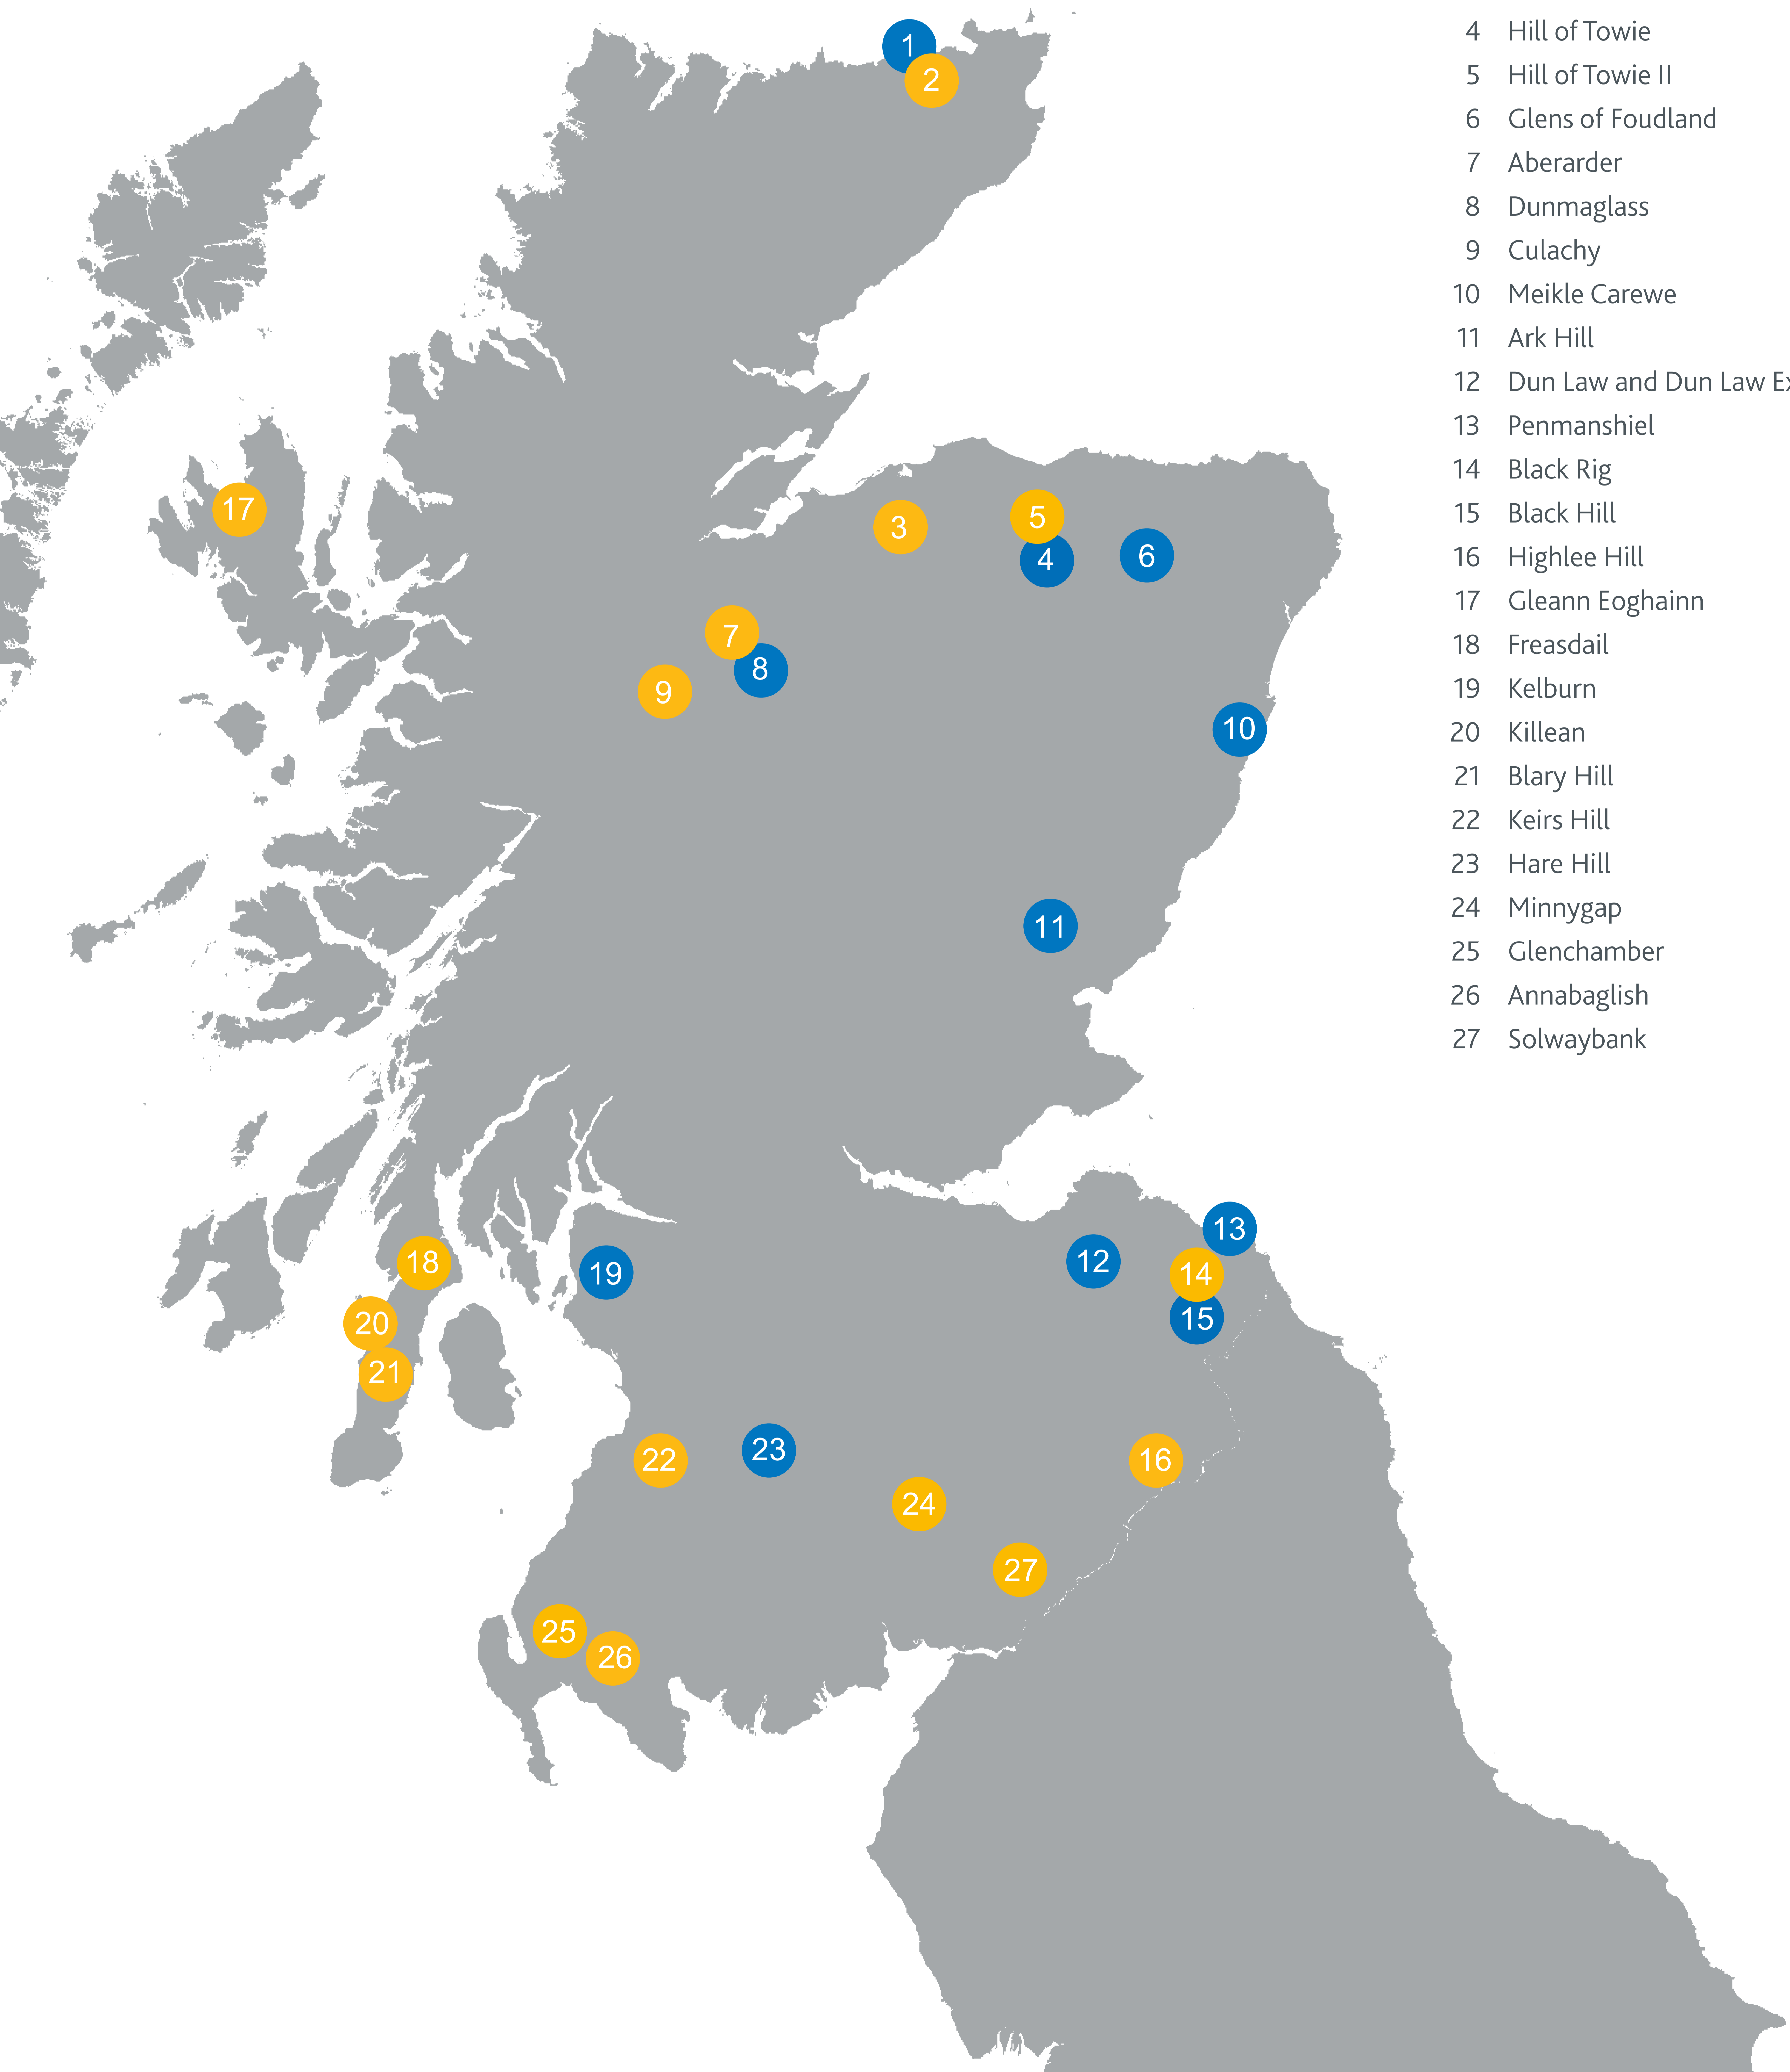 4 Hill of Towie
5 Hill of Towie II
6 Glens of Foudland
7 Aberarder
8 Dunmaglass
9 Culachy
10 Meikle Carewe
11 Ark Hill
12 Dun Law and Dun Law Ex
13 Penmanshiel
14 Black Rig
15 Black Hill
16 Highlee Hill
17 Gleann Eoghainn
18 Freasdail
19 Kelburn
20 Killean
21 Blary Hill
22 Keirs Hill
23 Hare Hill
24 Minnygap
25 Glenchamber
26 Annabaglish
27 Solwaybank
1
2
17
3
5
4
6
7
8
9
10
11
13
12
14
15
18
19
20
21
22
23
16
24
27
25
26